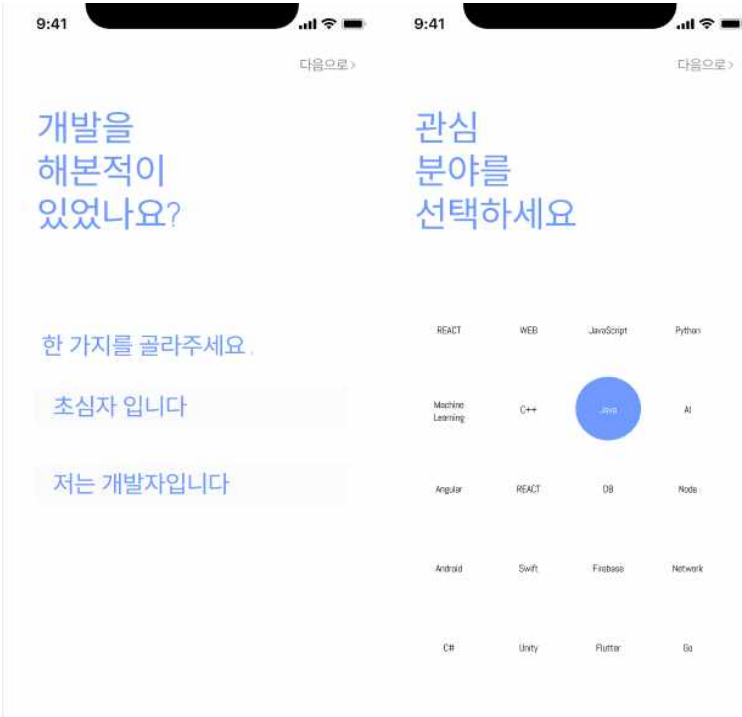 9:41
다음으로 >
개발을
해본적이
있었나요?
한 가지를 골라주세요 .
초심자 입니다
저는 개발자입니다
9:41
다음으로 >
관심
분야를
선택하세요
REACT WEB JavaScript Python
Machine
Learning C++ Java AI
Angular REACT DB Node
Android Swift Firebase Network
C# Unity Flutter Go